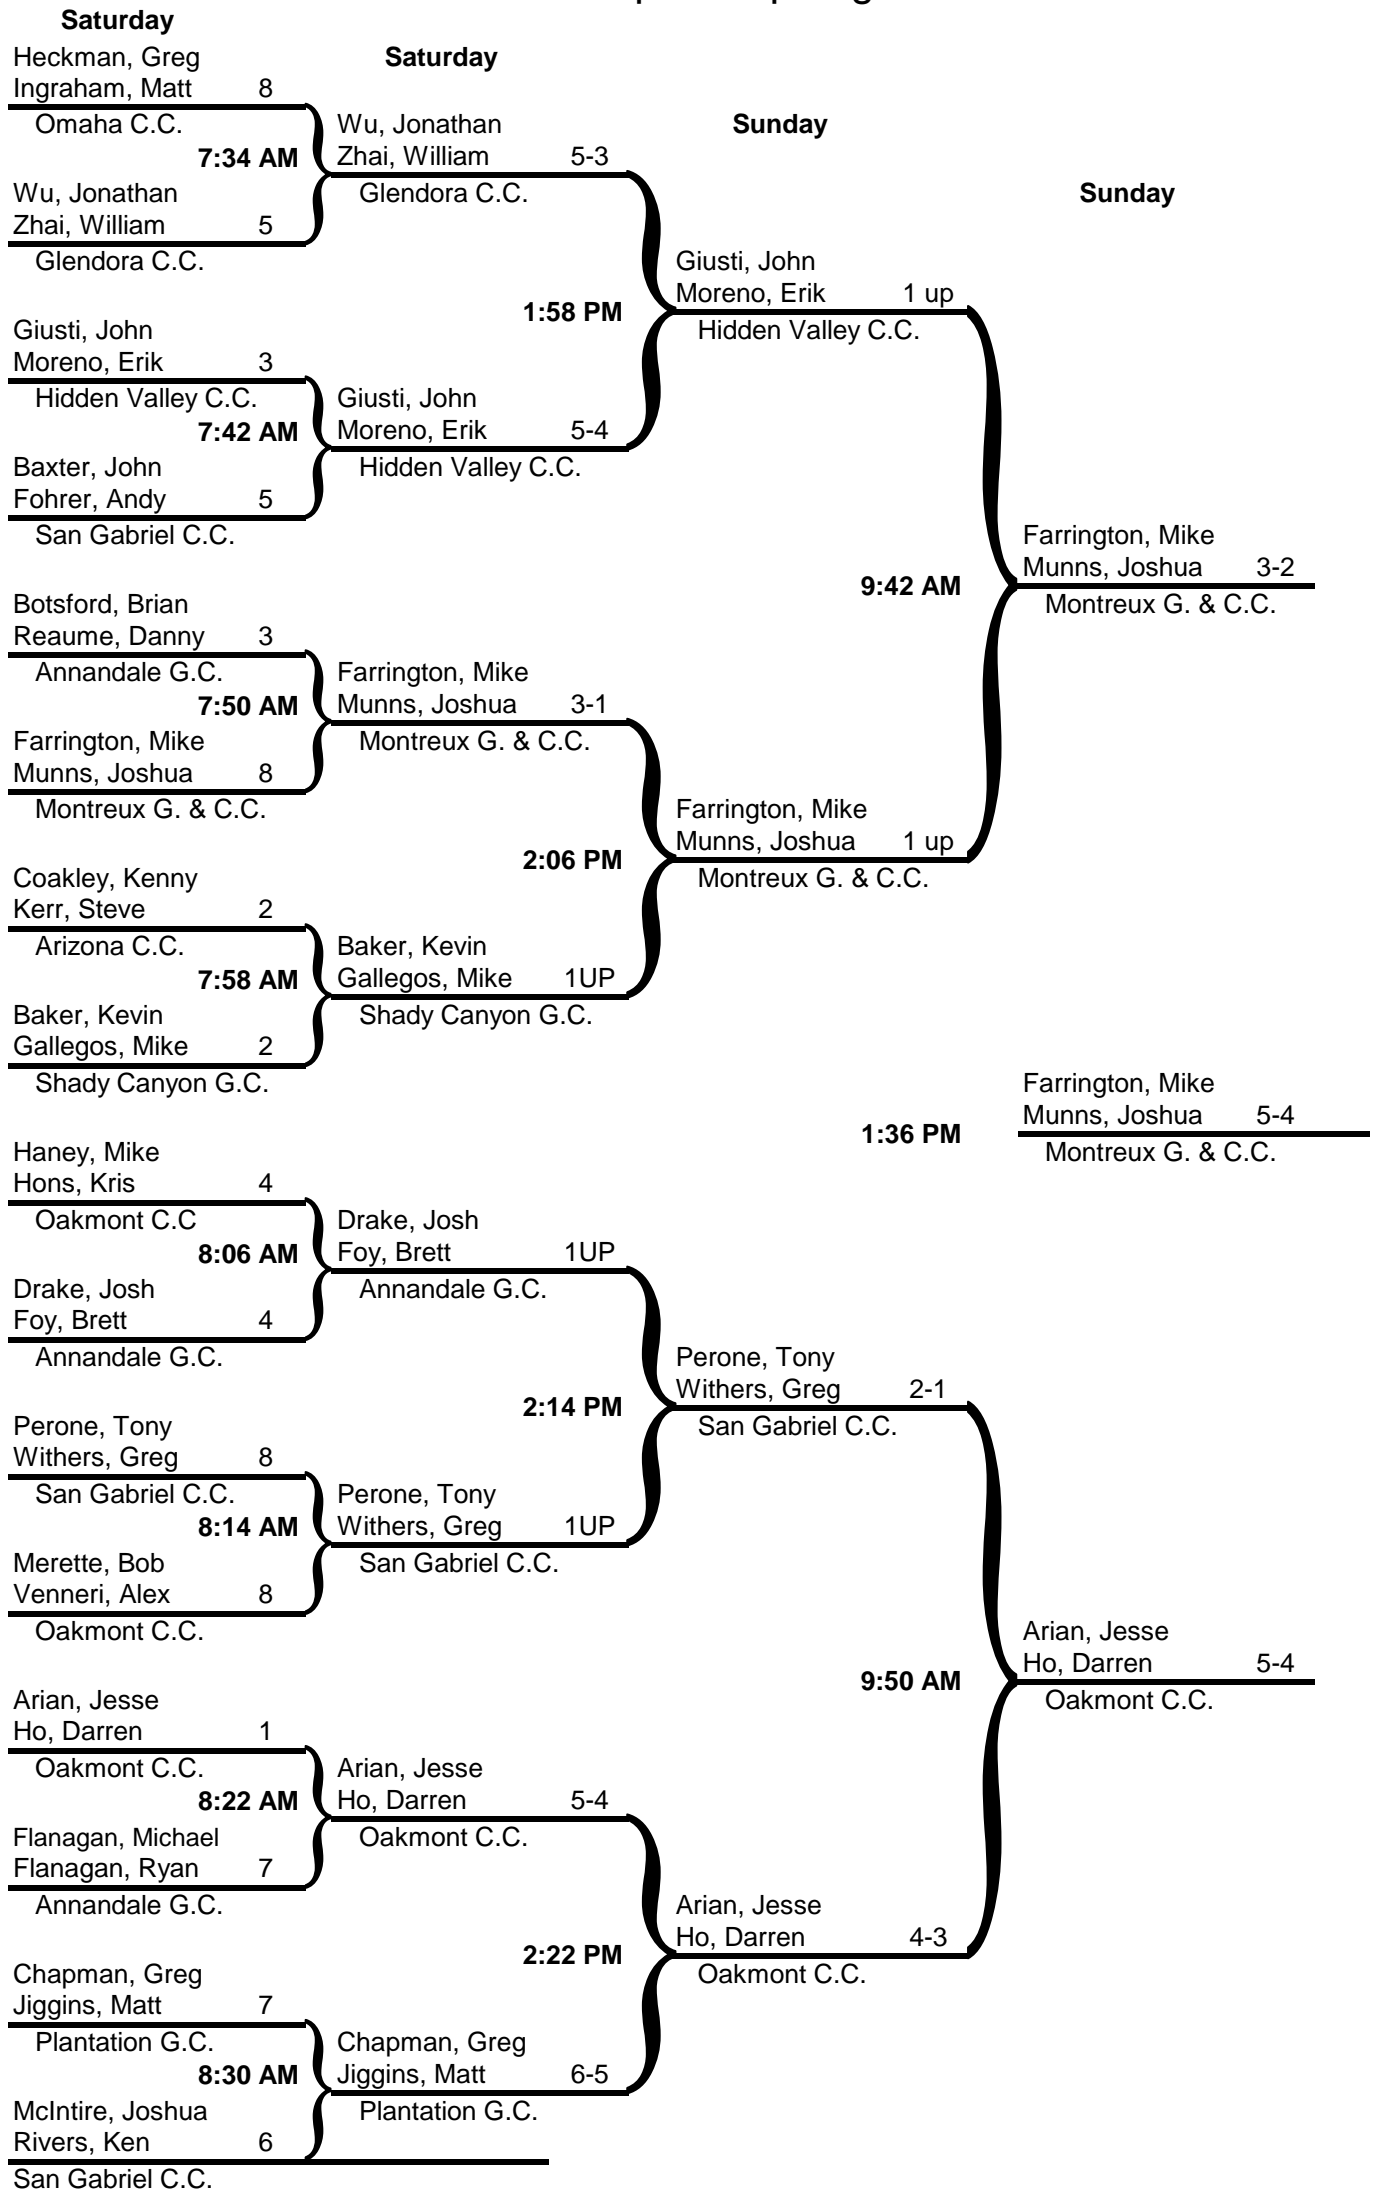 Saturday
Heckman, Greg
Ingraham, Matt 8
Omaha C.C.
7:34 AM
Wu, Jonathan
Zhai, William 5
Glendora C.C.
Giusti, John
Moreno, Erik 3
Hidden Valley C.C.
7:42 AM
Baxter, John
Fohrer, Andy 5
San Gabriel C.C.
Botsford, Brian
Reaume, Danny 3
Annandale G.C.
7:50 AM
Farrington, Mike
Munns, Joshua 8
Montreux G. & C.C.
Coakley, Kenny
Kerr, Steve 2
Arizona C.C.
7:58 AM
Baker, Kevin
Gallegos, Mike 2
Shady Canyon G.C.
Haney, Mike
Hons, Kris 4
Oakmont C.C
8:06 AM
Drake, Josh
Foy, Brett 4
Annandale G.C.
Perone, Tony
Withers, Greg 8
San Gabriel C.C.
8:14 AM
Merette, Bob
Venneri, Alex 8
Oakmont C.C.
Arian, Jesse
Ho, Darren 1
Oakmont C.C.
8:22 AM
Flanagan, Michael
Flanagan, Ryan 7
Annandale G.C.
Chapman, Greg
Jiggins, Matt 7
Plantation G.C.
8:30 AM
McIntire, Joshua
Rivers, Ken 6
San Gabriel C.C.
Saturday
Wu, Jonathan
Zhai, William 5-3
Glendora C.C.
1:58 PM
Giusti, John
Moreno, Erik 5-4
Hidden Valley C.C.
Farrington, Mike
Munns, Joshua 3-1
Montreux G. & C.C.
2:06 PM
Baker, Kevin
Gallegos, Mike 1UP
Shady Canyon G.C.
Drake, Josh
Foy, Brett 1UP
Annandale G.C.
2:14 PM
Perone, Tony
Withers, Greg 1UP
San Gabriel C.C.
Arian, Jesse
Ho, Darren 5-4
Oakmont C.C.
2:22 PM
Chapman, Greg
Jiggins, Matt 6-5
Plantation G.C.
Sunday
Giusti, John
Moreno, Erik 1 up
Hidden Valley C.C.
9:42 AM
Farrington, Mike
Munns, Joshua 1 up
Montreux G. & C.C.
1:36 PM
Perone, Tony
Withers, Greg 2-1
San Gabriel C.C.
9:50 AM
Arian, Jesse
Ho, Darren 4-3
Oakmont C.C.
Sunday
Farrington, Mike
Munns, Joshua 3-2
Montreux G. & C.C.
Farrington, Mike
Munns, Joshua 5-4
Montreux G. & C.C.
Arian, Jesse
Ho, Darren 5-4
Oakmont C.C.